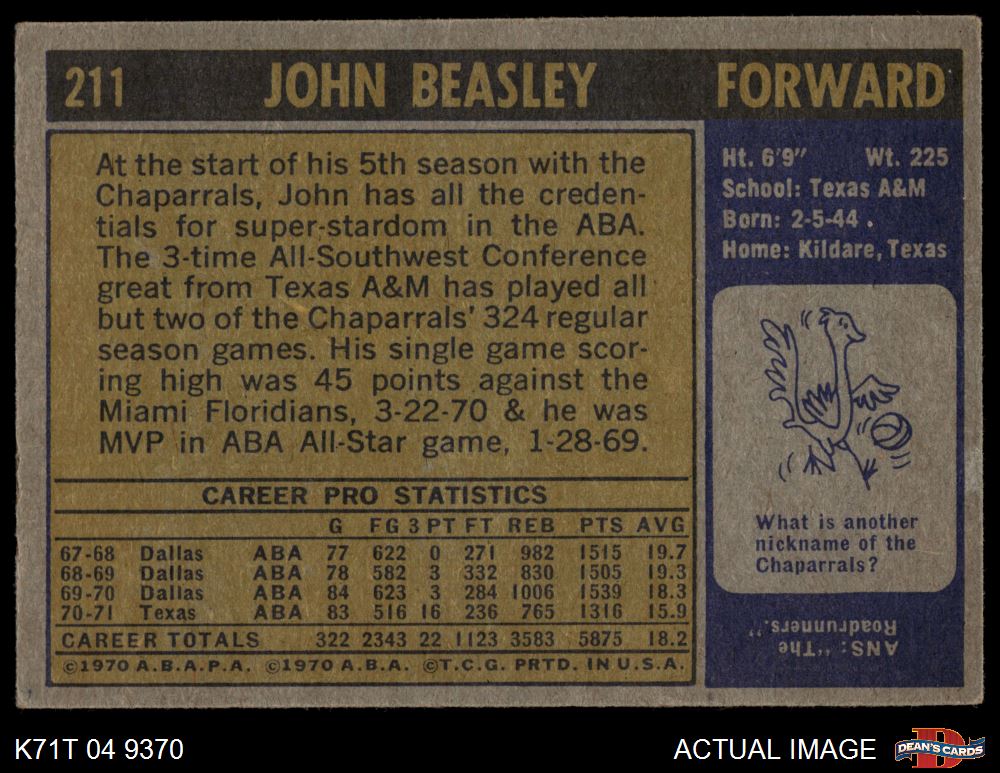 211 JOHN BEASLEY FORWARD
At the start of his 5th season with the
Chaparrals, John has all the creden-
tials for super-stardom in the ABA.
The 3-time All-Southwest Conference
great from Texas A&M has played all
but two of the Chaparrals' 324 regular
season games. His single game scor-
ing high was 45 points against the
Miami Floridians, 3-22-70 & he was
MVP in ABA All-Star game, 1-28-69.
CAREER PRO STATISTICS
G FG 3 PT FT REB PTS AVG
67-68 Dallas ABA 77 622 0 271 982 1515 19.7
68-69 Dallas ABA 78 582 3 332 830 1505 19.3
69-70 Dallas ABA 84 623 3 284 1006 1539 18.3
70-71 Texas ABA 83 516 16 236 765 1316 15.9
CAREER TOTALS 322 2343 22 1123 3583 5875 18.2
©1970 A.B.A.P.A. ©1970 A.B.A. ©T.C.G. PRTD. IN U.S.A.
Ht. 6'9" Wt. 225
School: Texas A&M
Born: 2-5-44 .
Home: Kildare, Texas
What is another
nickname of the
Chaparrals?
ANS: "The
Roadrunners."
K71T 04 9370 ACTUAL IMAGE
D
DEAN'S CARDS